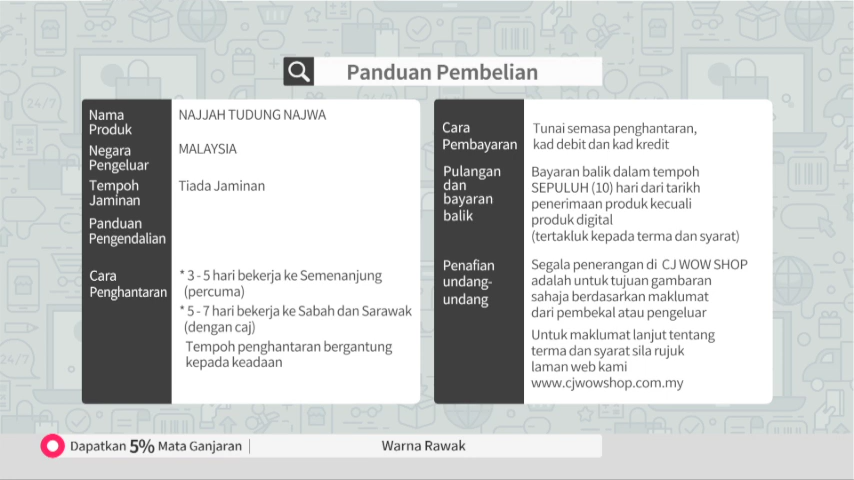 Panduan Pembelian
Nama
Produk
NAJJAH TUDUNG NAJWA
Negara
Pengeluar
MALAYSIA
Tempoh
Jaminan
Tiada Jaminan
Panduan
Pengendalian
Cara
Penghantaran
* 3 - 5 hari bekerja ke Semenanjung
(percuma)
* 5 - 7 hari bekerja ke Sabah dan Sarawak
(dengan caj)
Tempoh penghantaran bergantung
kepada keadaan
Cara
Pembayaran
Tunai semasa penghantaran,
kad debit dan kad kredit
Pulangan
dan
bayaran
balik
Bayaran balik dalam tempoh
SEPULUH (10) hari dari tarikh
penerimaan produk kecuali
produk digital
(tertakluk kepada terma dan syarat)
Penafian
undang-
undang
Segala penerangan di CJ WOW SHOP
adalah untuk tujuan gambaran
sahaja berdasarkan maklumat
dari pembekal atau pengeluar
Untuk maklumat lanjut tentang
terma dan syarat sila rujuk
laman web kami
www.cjwowshop.com.my
Dapatkan 5% Mata Ganjaran
Warna Rawak
24/7
24/7